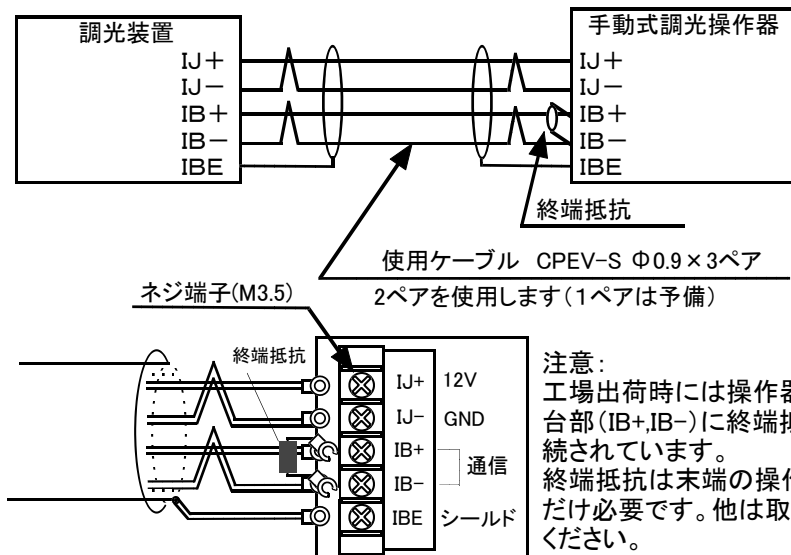 調光装置
IJ+
IJ−
IB+
IB−
IBE
手動式調光操作器
IJ+
IJ−
IB+
IB−
IBE
終端抵抗
使用ケーブル CPEV-S Φ0.9×3ペア
2ペアを使用します(1ペアは予備)
ネジ端子(M3.5)
終端抵抗
IJ+ 12V
IJ- GND
IB+
通信
IB-
IBE シールド
注意:
工場出荷時には操作器
台部(IB+,IB−)に終端抵
続されています。
終端抵抗は末端の操作
だけ必要です。他は取
ください。